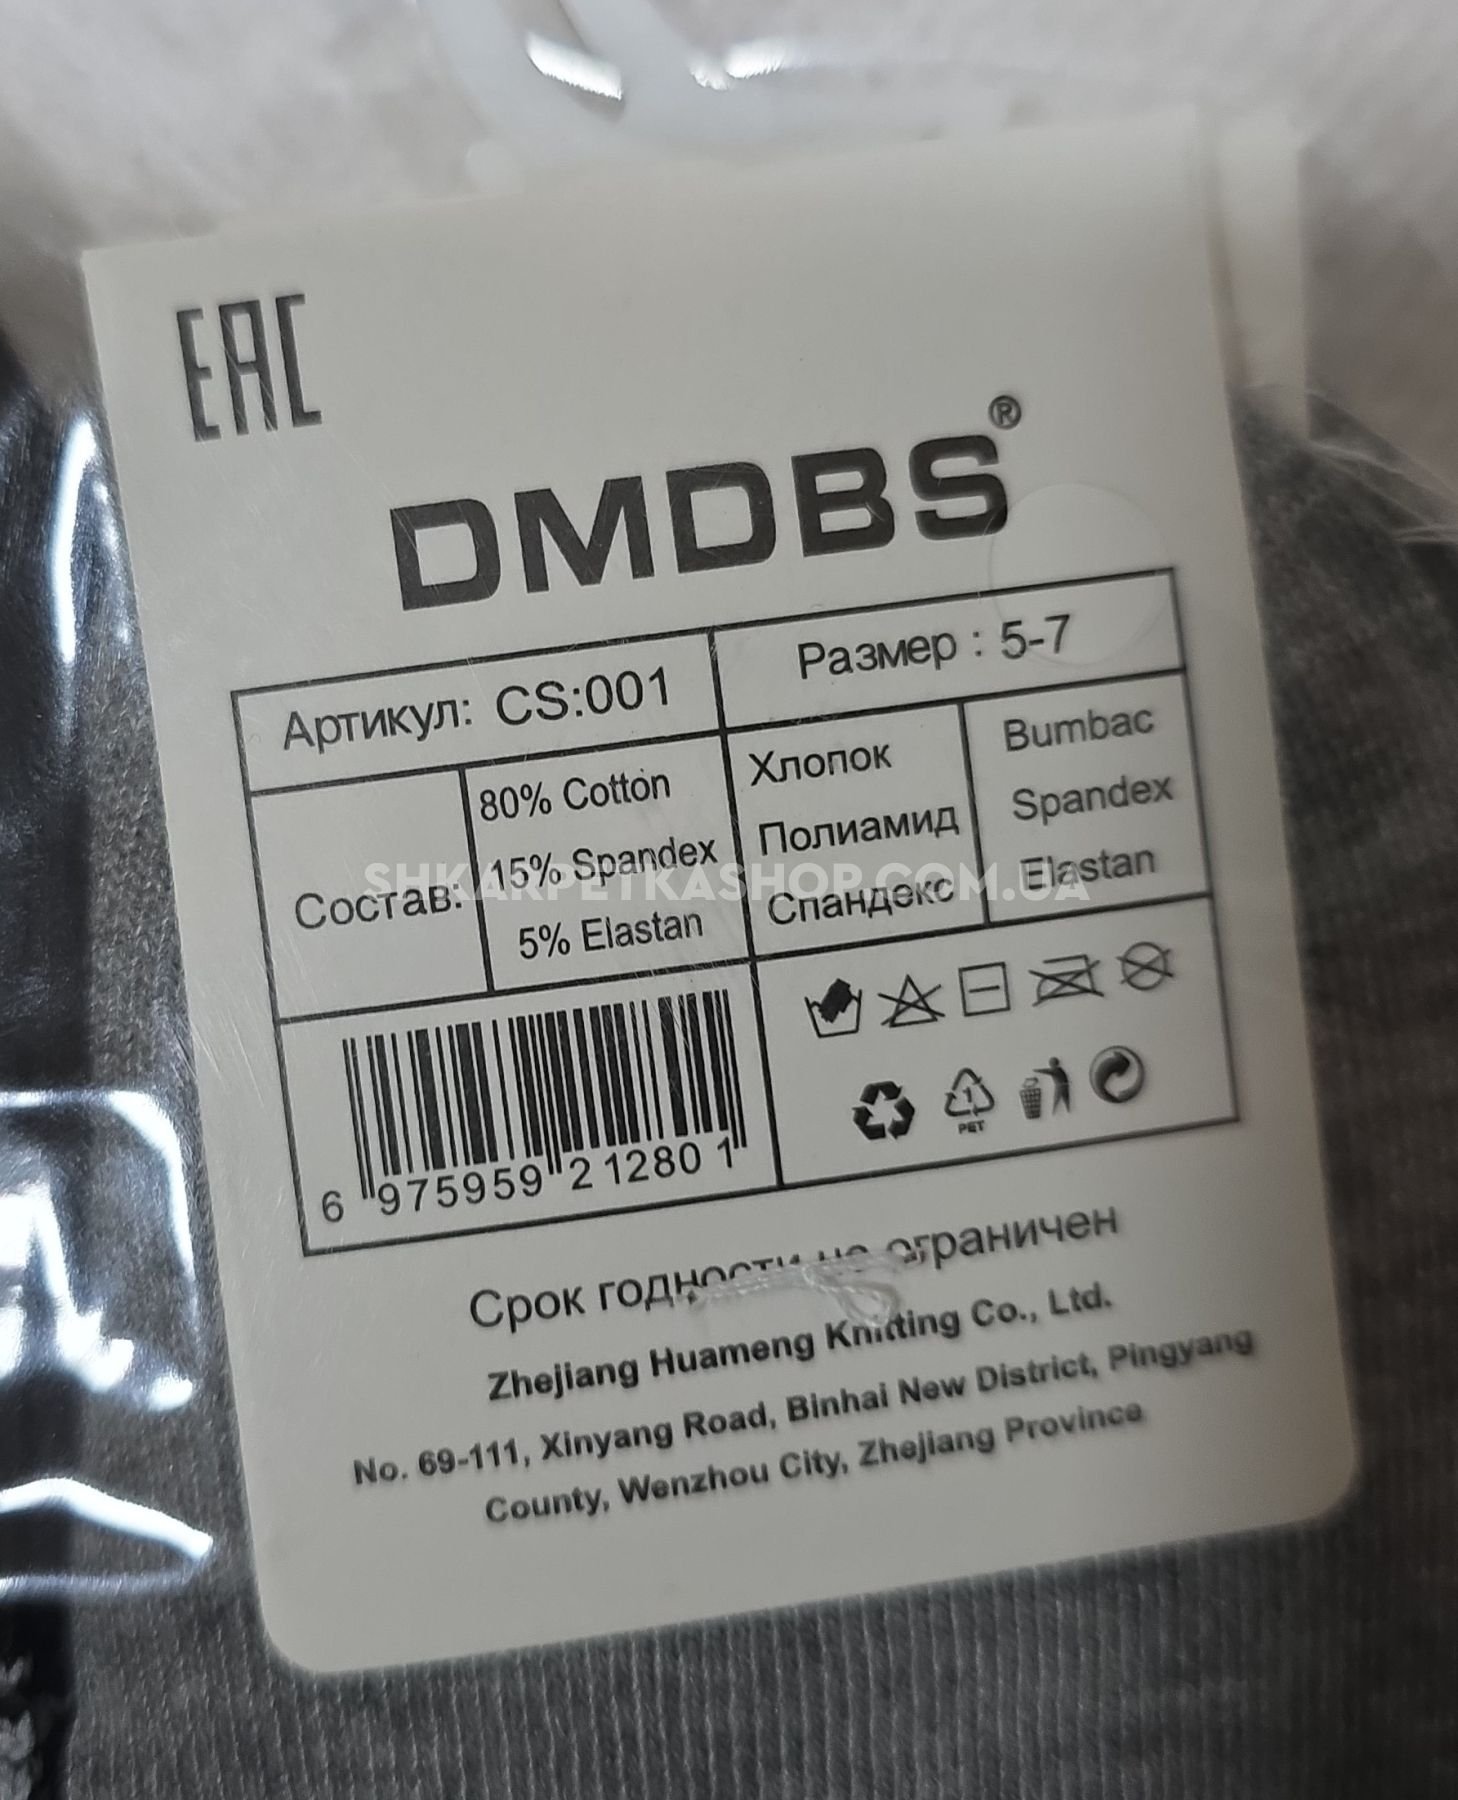 EAC
DMDBS®
Артикул: CS:001
Размер : 5-7
Состав:
80% Cotton
15% Spandex
5% Elastan
Хлопок
Полиамид
Спандекс
Bumbac
Spandex
Elastan
SHKARPETKASHOP.COM.UA
1
PET
6 975959 212801
Срок годности не ограничен
Zhejiang Huameng Knitting Co., Ltd.
No. 69-111, Xinyang Road, Binhai New District, Pingyang
County, Wenzhou City, Zhejiang Province